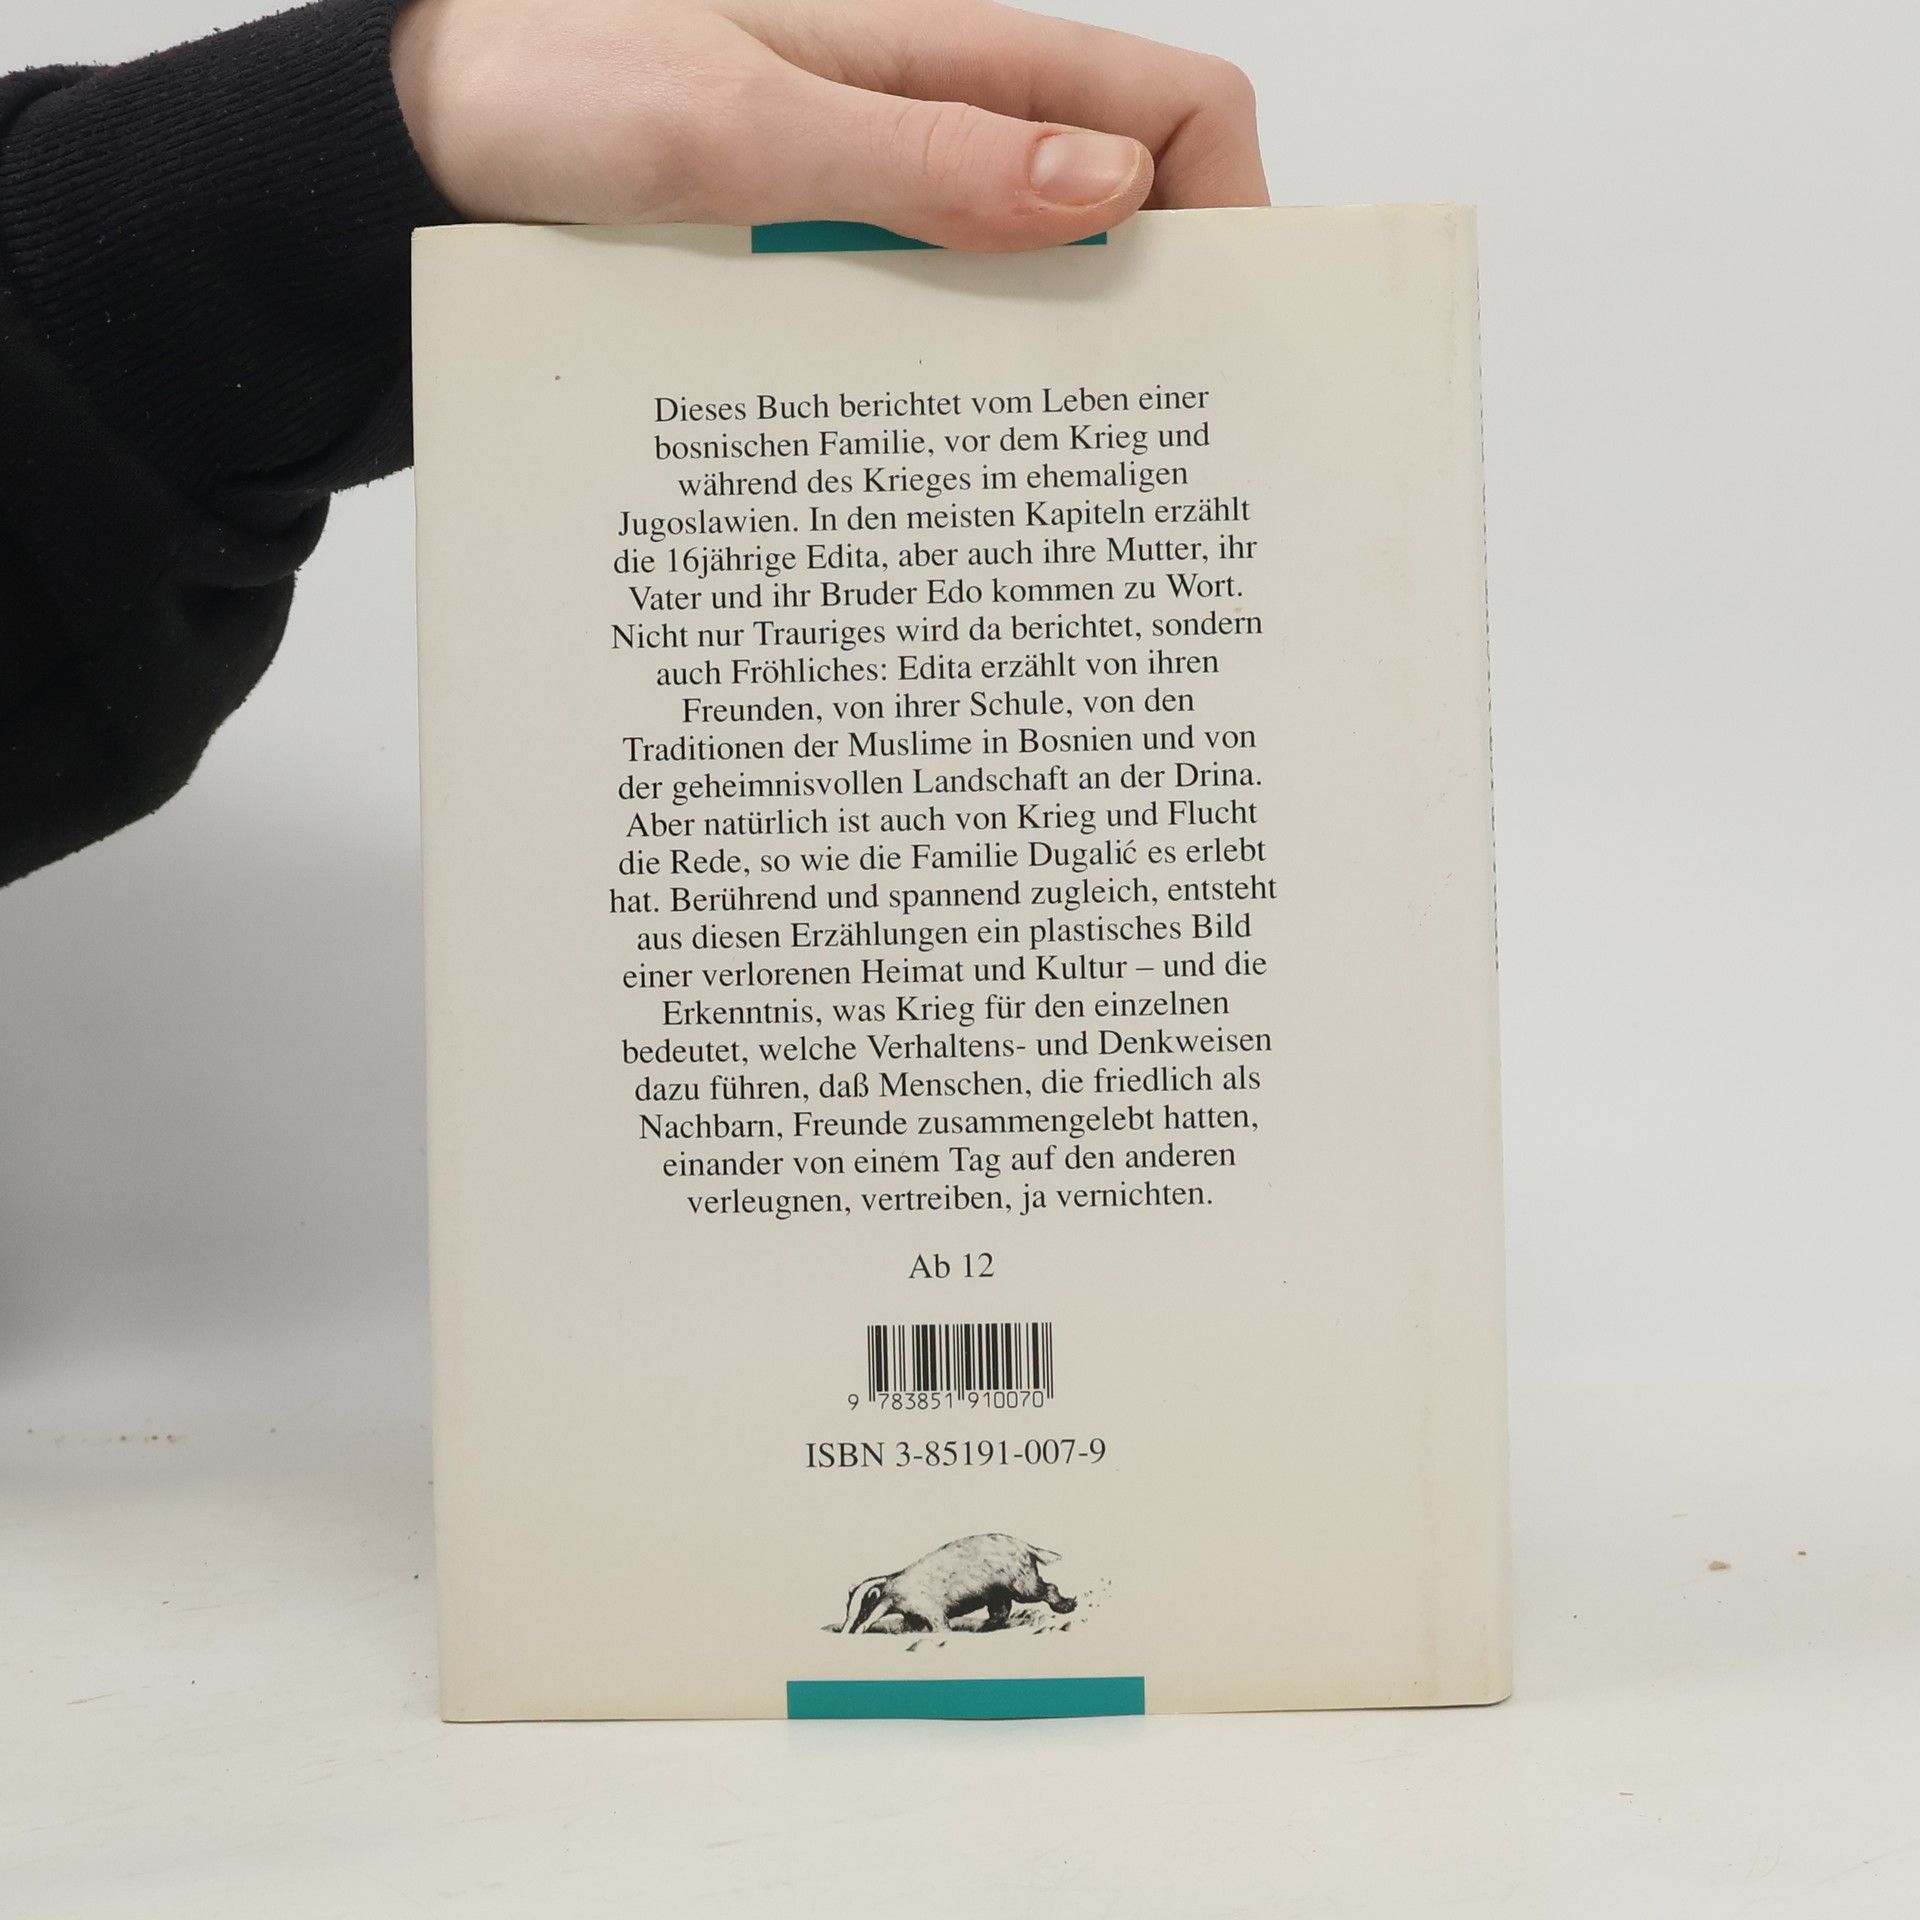 Dieses Buch berichtet vom Leben einer
bosnischen Familie, vor dem Krieg und
während des Krieges im ehemaligen
Jugoslawien. In den meisten Kapiteln erzählt
die 16jährige Edita, aber auch ihre Mutter, ihr
Vater und ihr Bruder Edo kommen zu Wort.
Nicht nur Trauriges wird da berichtet, sondern
auch Fröhliches: Edita erzählt von ihren
Freunden, von ihrer Schule, von den
Traditionen der Muslime in Bosnien und von
der geheimnisvollen Landschaft an der Drina.
Aber natürlich ist auch von Krieg und Flucht
die Rede, so wie die Familie Dugalić es erlebt
hat. Berührend und spannend zugleich, entsteht
aus diesen Erzählungen ein plastisches Bild
einer verlorenen Heimat und Kultur – und die
Erkenntnis, was Krieg für den einzelnen
bedeutet, welche Verhaltens- und Denkweisen
dazu führen, daß Menschen, die friedlich als
Nachbarn, Freunde zusammengelebt hatten,
einander von einem Tag auf den anderen
verleugnen, vertreiben, ja vernichten.
Ab 12
9 783851 910070
ISBN 3-85191-007-9